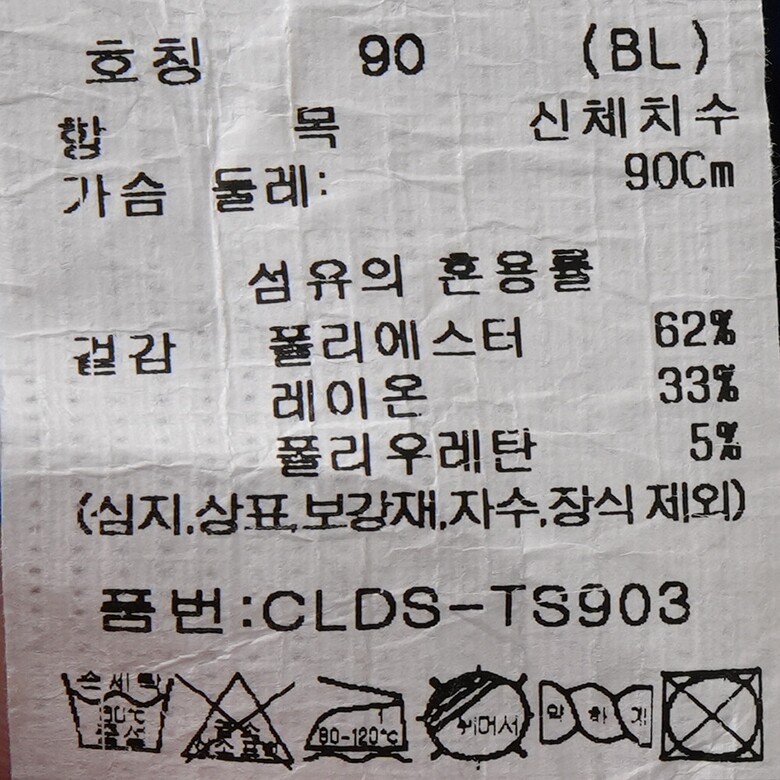 호칭 90 (BL)
항 목 신체치수
가슴 둘레: 90Cm
섬유의 혼용률
겉감 폴리에스터 62%
레이온 33%
폴리우레탄 5%
(심지,상표,보강재,자수,장식 제외)
품번:CLDS-TS903
손세탁
80-120℃
약하게